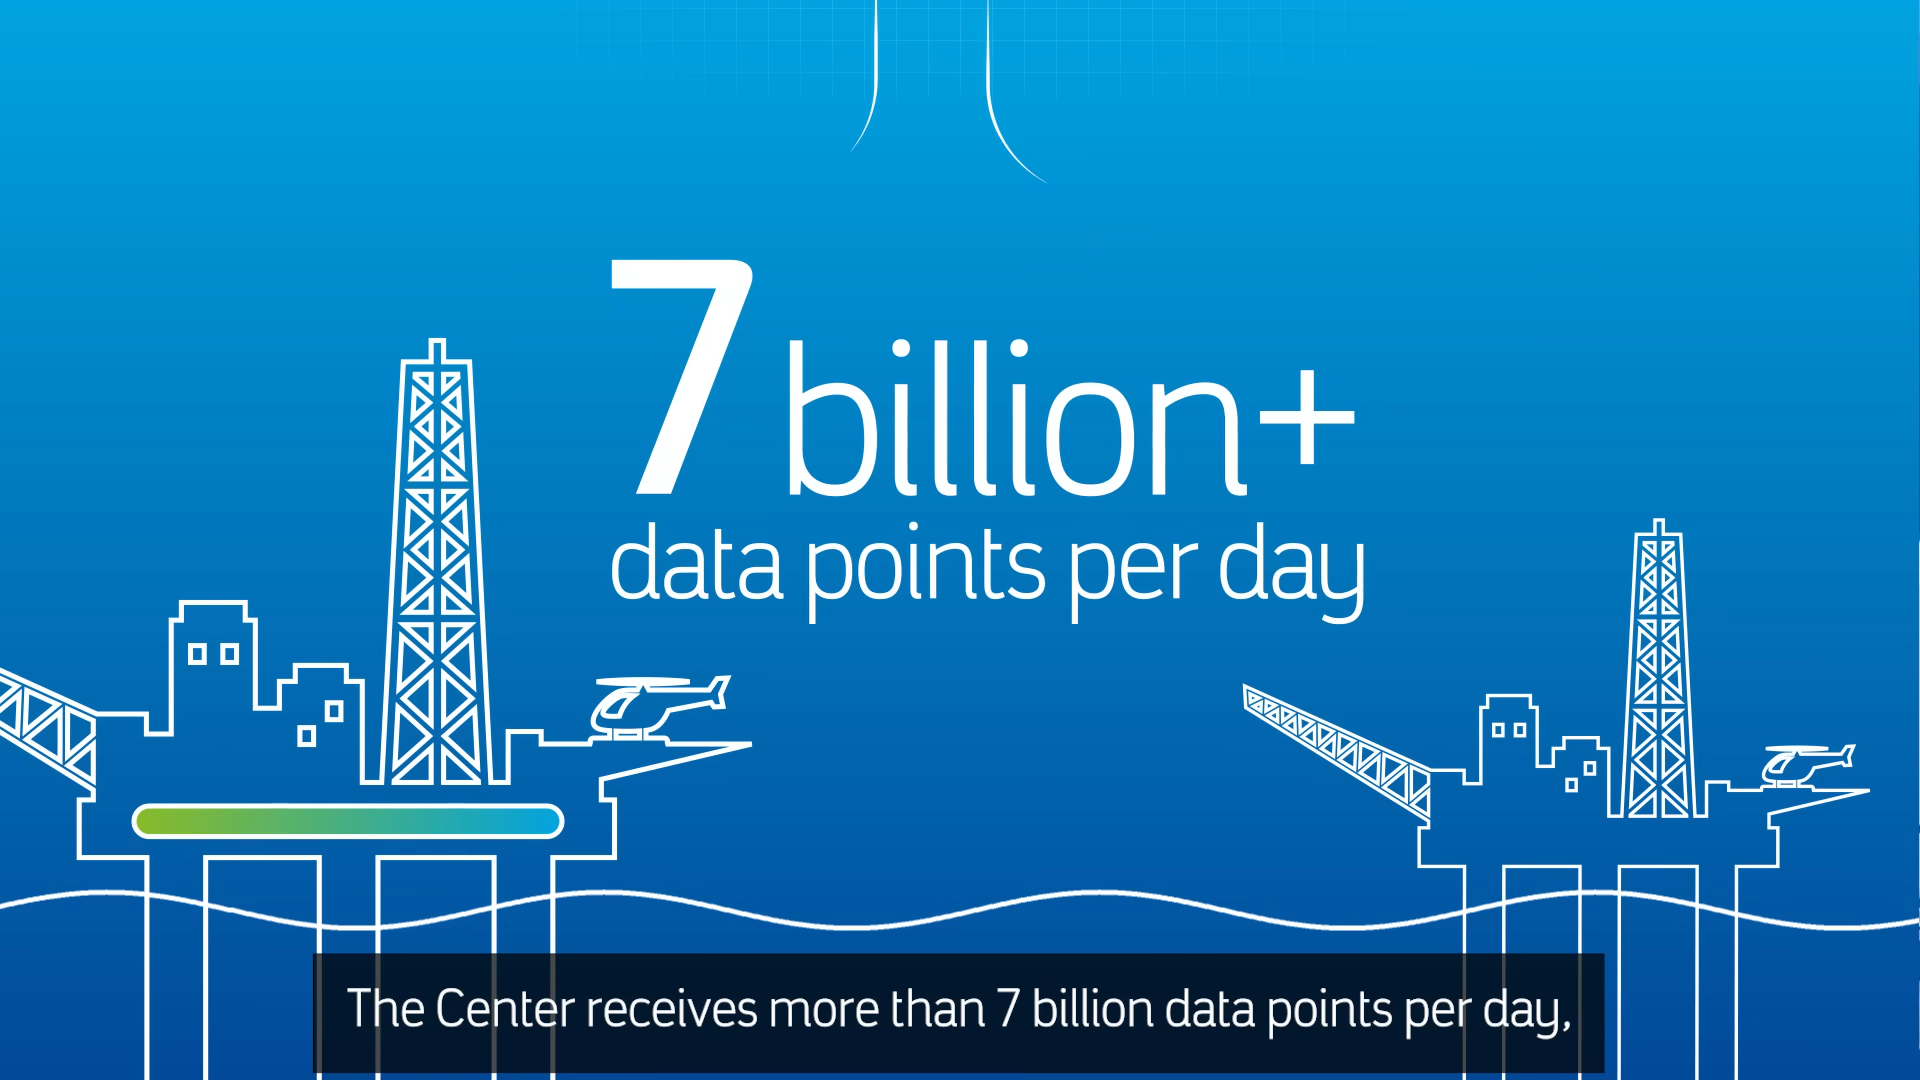 7 billion+
data points per day
The Center receives more than 7 billion data points per day,